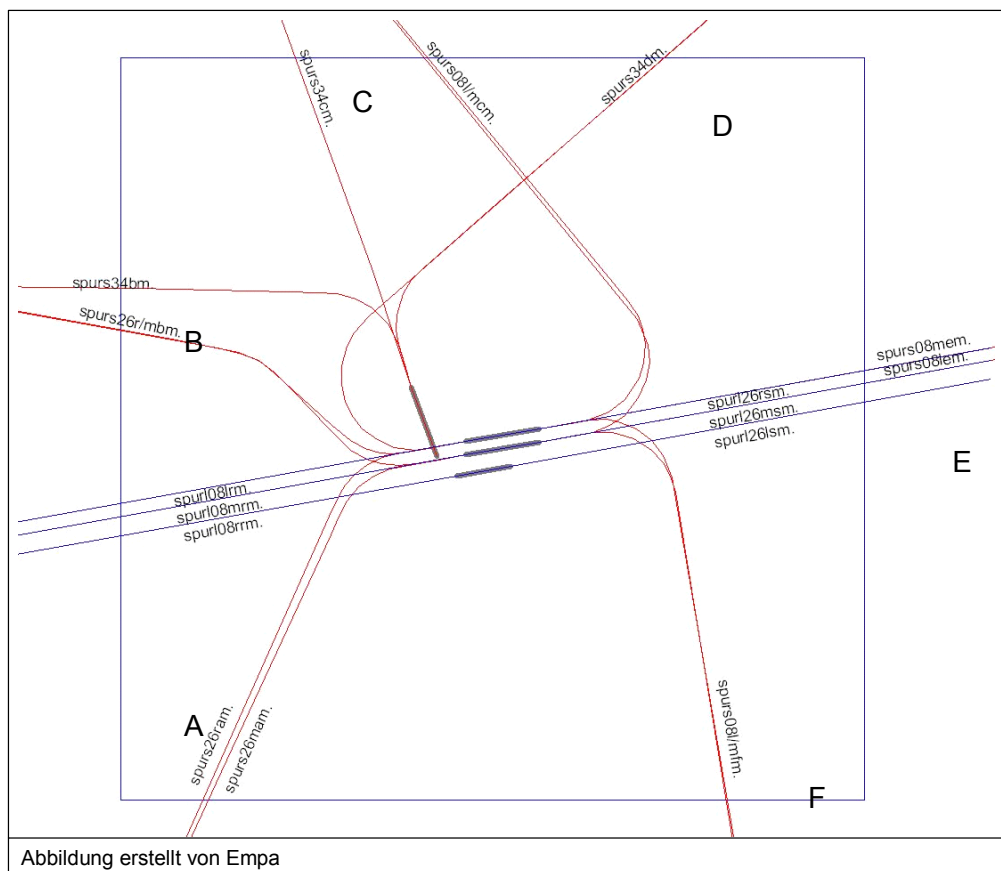 spurs34cm.
spurs08l/mcm.
spurs34dm.
C
D
spurs34bm
spurs26r/mbm.
B
spurs08mem.
spurs08lem.
spurl26rsm.
spurl26msm.
spurl26lsm.
E
spurl08lrm.
spurl08mrm.
spurl08rrm.
A
spurs26ram.
spurs26mam.
spurs08l/mfm.
F
Abbildung erstellt von Empa